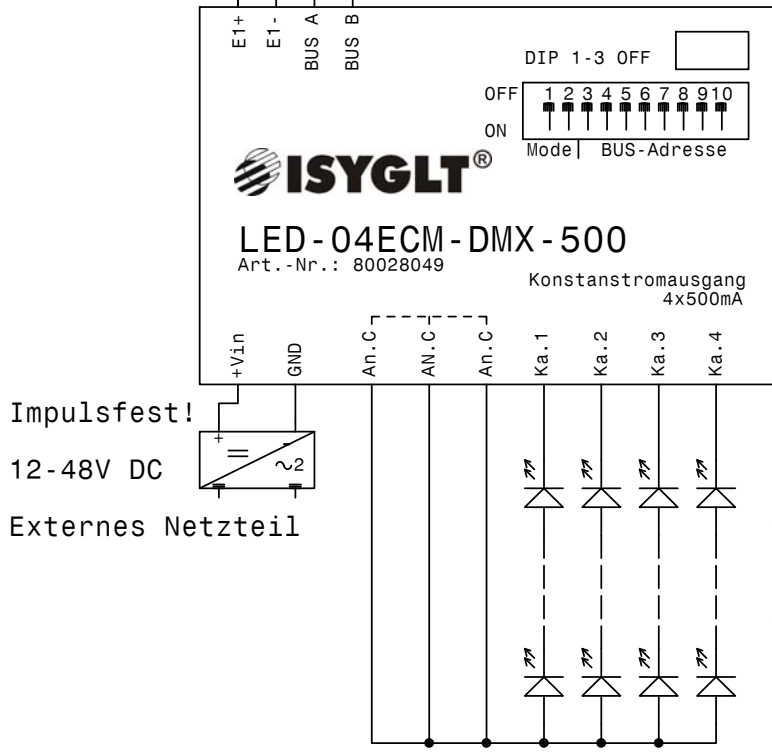 E1+
E1-
BUS A
BUS B
DIP 1-3 OFF
OFF
1 2 3 4 5 6 7 8 9 10
ON
Mode| BUS-Adresse
ISYGLT®
LED-04ECM-DMX-500
Art.-Nr.: 80028049
Konstanstromausgang
4x500mA
+Vin
GND
An.C
AN.C
An.C
Ka.1
Ka.2
Ka.3
Ka.4
Impulsfest!
+ -
= ~2
12-48V DC
Externes Netzteil